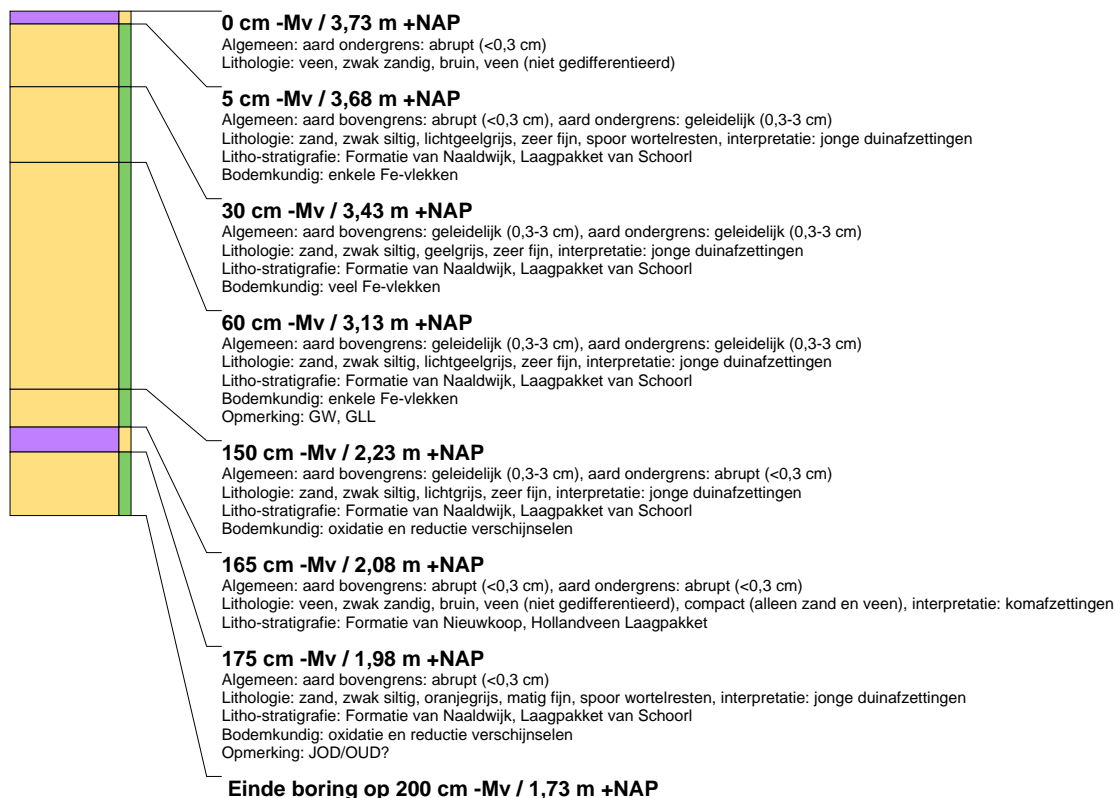 0 cm -Mv / 3,73 m +NAP
Algemeen: aard ondergrens: abrupt (<0,3 cm)
Lithologie: veen, zwak zandig, bruin, veen (niet gedifferentieerd)
5 cm -Mv / 3,68 m +NAP
Algemeen: aard bovengrens: abrupt (<0,3 cm), aard ondergrens: geleidelijk (0,3-3 cm)
Lithologie: zand, zwak siltig, lichtgeelgrijs, zeer fijn, spoor wortelresten, interpretatie: jonge duinafzettingen
Litho-stratigrafie: Formatie van Naaldwijk, Laagpakket van Schoorl
Bodemkundig: enkele Fe-vlekken
30 cm -Mv / 3,43 m +NAP
Algemeen: aard bovengrens: geleidelijk (0,3-3 cm), aard ondergrens: geleidelijk (0,3-3 cm)
Lithologie: zand, zwak siltig, geelgrijs, zeer fijn, interpretatie: jonge duinafzettingen
Litho-stratigrafie: Formatie van Naaldwijk, Laagpakket van Schoorl
Bodemkundig: veel Fe-vlekken
60 cm -Mv / 3,13 m +NAP
Algemeen: aard bovengrens: geleidelijk (0,3-3 cm), aard ondergrens: geleidelijk (0,3-3 cm)
Lithologie: zand, zwak siltig, lichtgeelgrijs, zeer fijn, interpretatie: jonge duinafzettingen
Litho-stratigrafie: Formatie van Naaldwijk, Laagpakket van Schoorl
Bodemkundig: enkele Fe-vlekken
Opmerking: GW, GLL
150 cm -Mv / 2,23 m +NAP
Algemeen: aard bovengrens: geleidelijk (0,3-3 cm), aard ondergrens: abrupt (<0,3 cm)
Lithologie: zand, zwak siltig, lichtgrijs, zeer fijn, interpretatie: jonge duinafzettingen
Litho-stratigrafie: Formatie van Naaldwijk, Laagpakket van Schoorl
Bodemkundig: oxidatie en reductie verschijnselen
165 cm -Mv / 2,08 m +NAP
Algemeen: aard bovengrens: abrupt (<0,3 cm), aard ondergrens: abrupt (<0,3 cm)
Lithologie: veen, zwak zandig, bruin, veen (niet gedifferentieerd), compact (alleen zand en veen), interpretatie: komafzettingen
Litho-stratigrafie: Formatie van Nieuwkoop, Hollandveen Laagpakket
175 cm -Mv / 1,98 m +NAP
Algemeen: aard bovengrens: abrupt (<0,3 cm)
Lithologie: zand, zwak siltig, oranjegrijs, matig fijn, spoor wortelresten, interpretatie: jonge duinafzettingen
Litho-stratigrafie: Formatie van Naaldwijk, Laagpakket van Schoorl
Bodemkundig: oxidatie en reductie verschijnselen
Opmerking: JOD/OUD?
Einde boring op 200 cm -Mv / 1,73 m +NAP